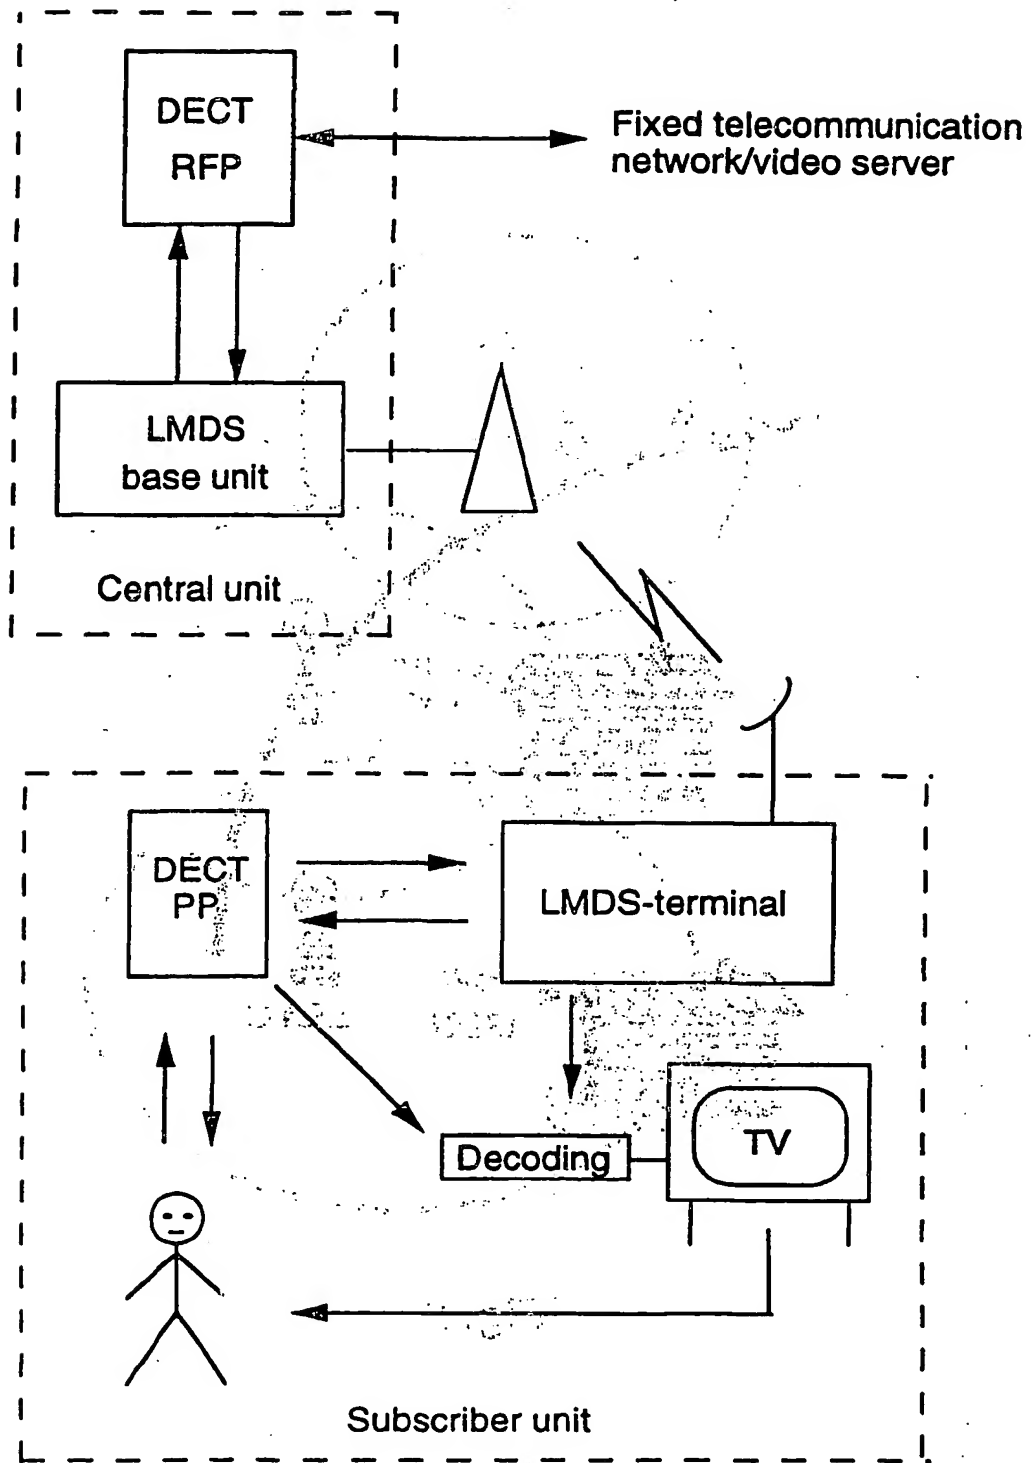 DECT
RFP
Fixed telecommunication
network/video server
LMDS
base unit
Central unit
DECT
PP
LMDS-terminal
Decoding
TV
Subscriber unit